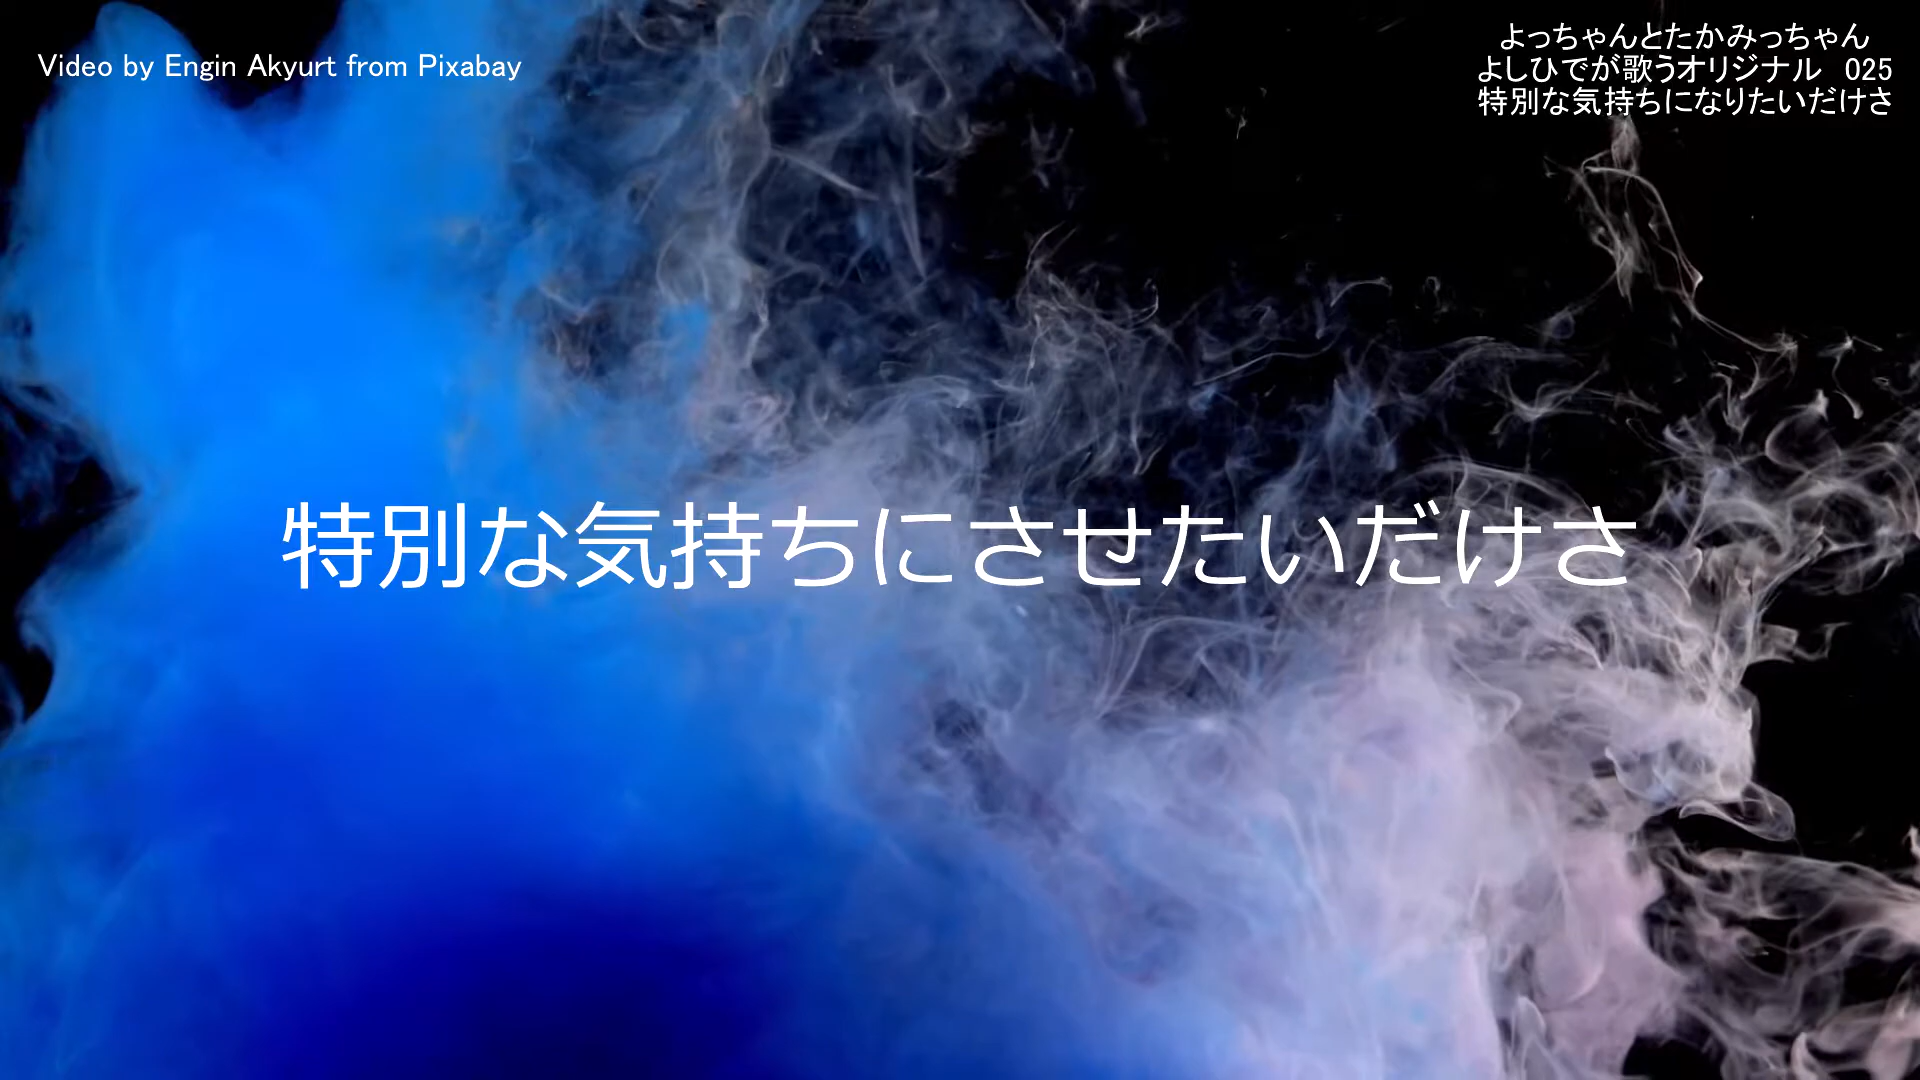 Video by Engin Akyurt from Pixabay
よっちゃんとたかみっちゃん
よしひでが歌うオリジナル　025
特別な気持ちになりたいだけさ
特別な気持ちにさせたいだけさ